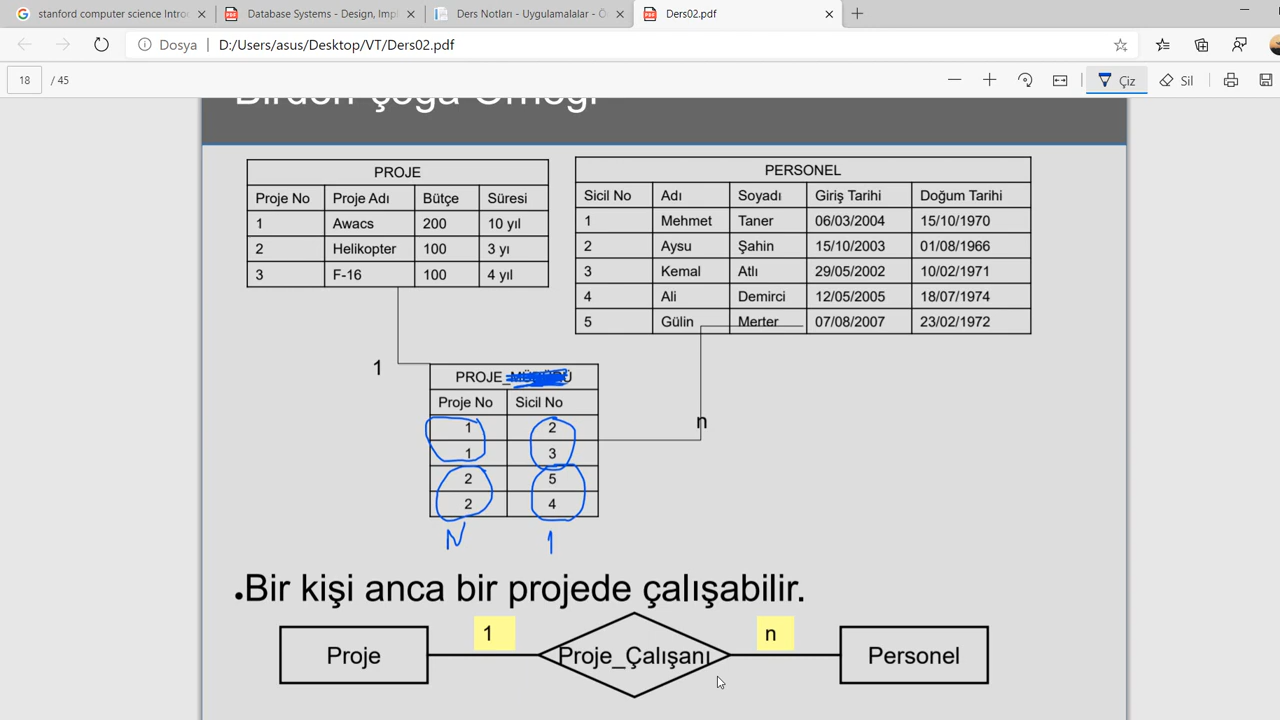 stanford computer science Introd
Database Systems - Design, Impl
Ders Notları - Uygulamalalar - Ö
Ders02.pdf
Dosya D:/Users/asus/Desktop/VT/Ders02.pdf
18 / 45
Çiz
Sil
Birden Çoğa Örneği
PROJE
Proje No Proje Adı Bütçe Süresi
1 Awacs 200 10 yıl
2 Helikopter 100 3 yı
3 F-16 100 4 yıl
PERSONEL
Sicil No Adı Soyadı Giriş Tarihi Doğum Tarihi
1 Mehmet Taner 06/03/2004 15/10/1970
2 Aysu Şahin 15/10/2003 01/08/1966
3 Kemal Atlı 29/05/2002 10/02/1971
4 Ali Demirci 12/05/2005 18/07/1974
5 Gülin Merter 07/08/2007 23/02/1972
1
PROJE_MÜDÜRÜ
Proje No Sicil No
1 2
1 3
2 5
2 4
n
N 1
•Bir kişi anca bir projede çalışabilir.
1 n
Proje Proje_Çalışanı Personel